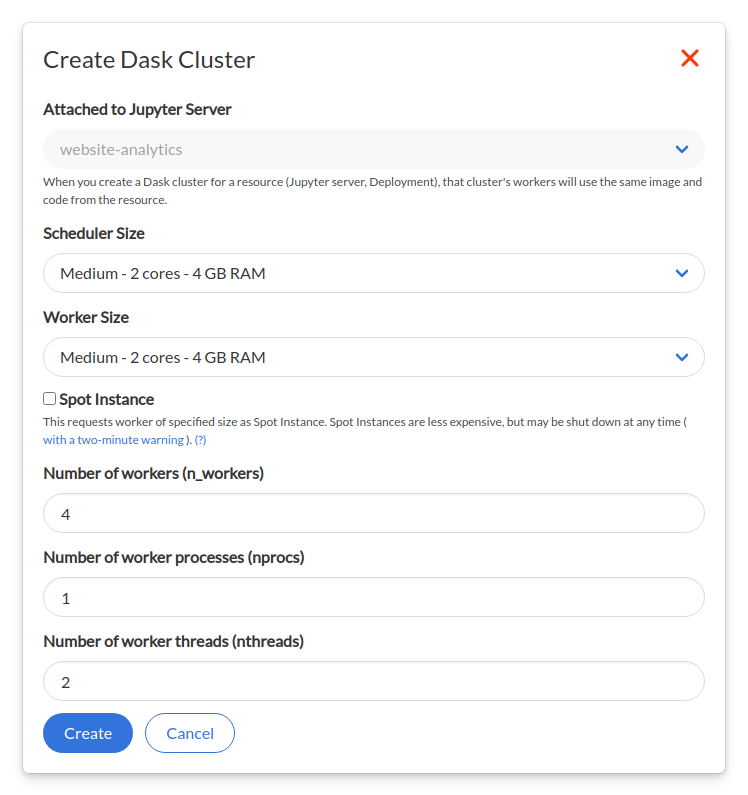 Create Dask Cluster
Attached to Jupyter Server
website-analytics
When you create a Dask cluster for a resource (Jupyter server, Deployment), that cluster's workers will use the same image and
code from the resource.
Scheduler Size
Medium - 2 cores - 4 GB RAM
Worker Size
Medium - 2 cores - 4 GB RAM
Spot Instance
This requests worker of specified size as Spot Instance. Spot Instances are less expensive, but may be shut down at any time (
with a two-minute warning ). (?)
Number of workers (n_workers)
4
Number of worker processes (nprocs)
1
Number of worker threads (nthreads)
2
Create Cancel